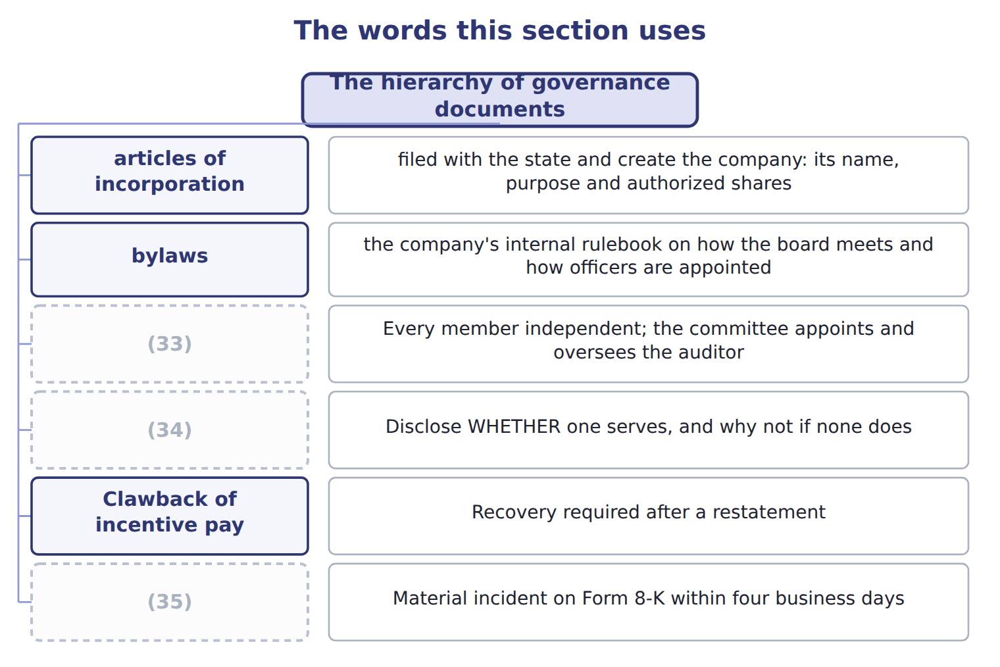 The words this section uses
The hierarchy of governance
documents
articles of
incorporation
filed with the state and create the company: its name,
purpose and authorized shares
bylaws
the company's internal rulebook on how the board meets and
how officers are appointed
(33)
Every member independent; the committee appoints and
oversees the auditor
(34)
Disclose WHETHER one serves, and why not if none does
Clawback of
incentive pay
Recovery required after a restatement
(35)
Material incident on Form 8-K within four business days